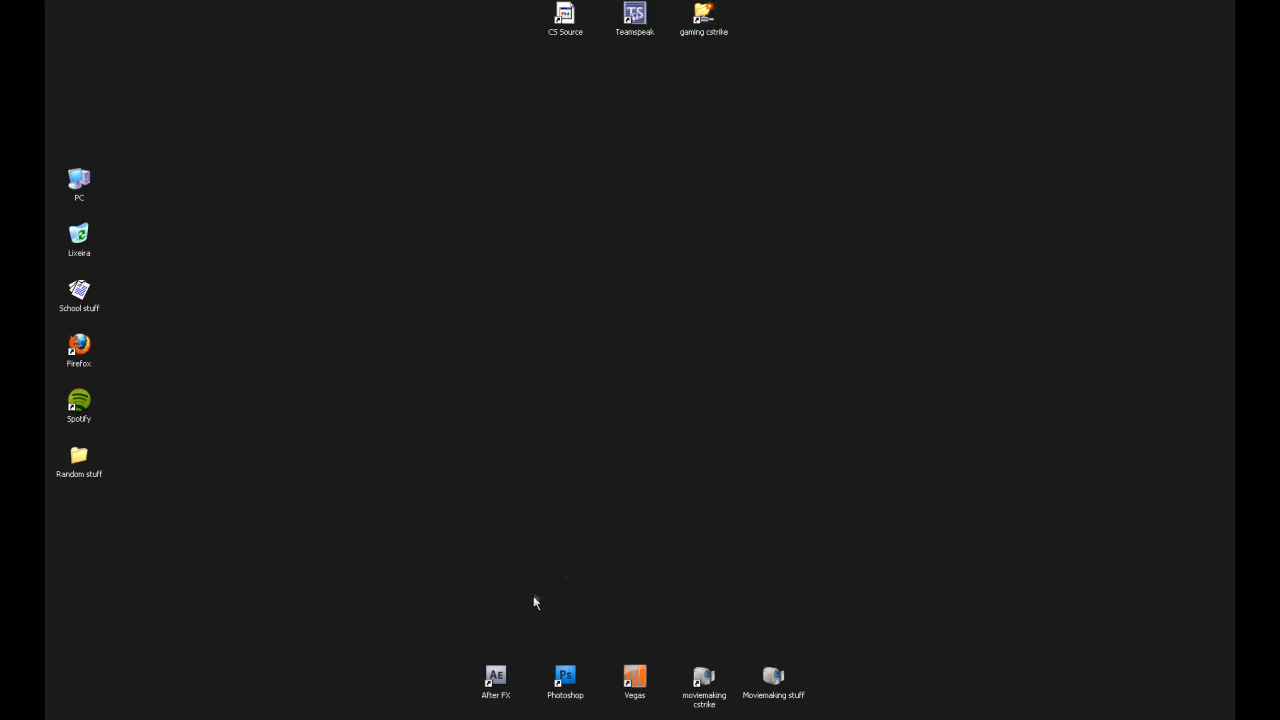 CS Source
Teamspeak
gaming cstrike
PC
Lixeira
School stuff
Firefox
Spotify
Random stuff
After FX
Photoshop
Vegas
moviemaking
cstrike
Moviemaking stuff